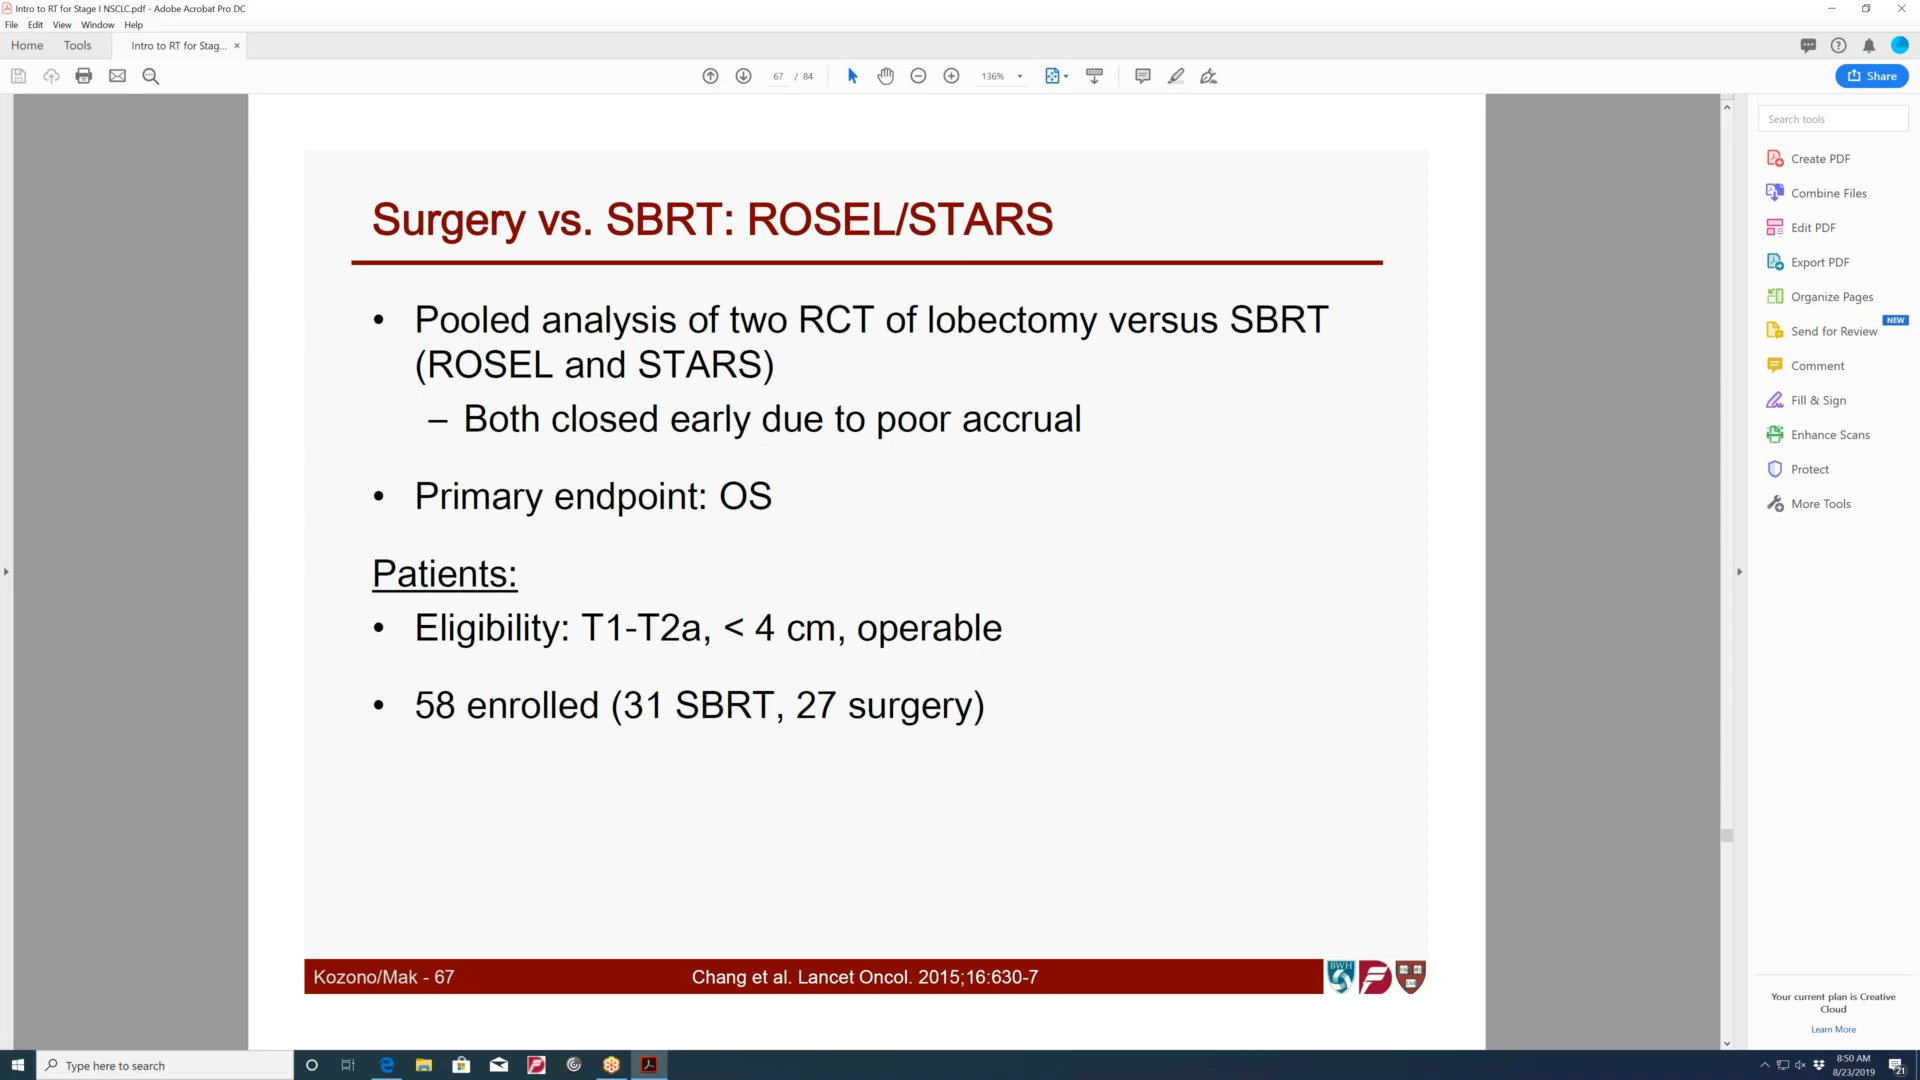 Intro to RT for Stage I NSCLC.pdf - Adobe Acrobat Pro DC
File Edit View Window Help
Home Tools Intro to RT for Stag... ×
67 / 84 136% Share
Search tools
Create PDF
Combine Files
Edit PDF
Export PDF
Organize Pages
NEW
Send for Review
Comment
Fill & Sign
Enhance Scans
Protect
More Tools
Surgery vs. SBRT: ROSEL/STARS
• Pooled analysis of two RCT of lobectomy versus SBRT
(ROSEL and STARS)
– Both closed early due to poor accrual
• Primary endpoint: OS
Patients:
• Eligibility: T1-T2a, < 4 cm, operable
• 58 enrolled (31 SBRT, 27 surgery)
Kozono/Mak - 67 Chang et al. Lancet Oncol. 2015;16:630-7
BWH
Your current plan is Creative
Cloud
Learn More
Type here to search
8:50 AM
8/23/2019
21